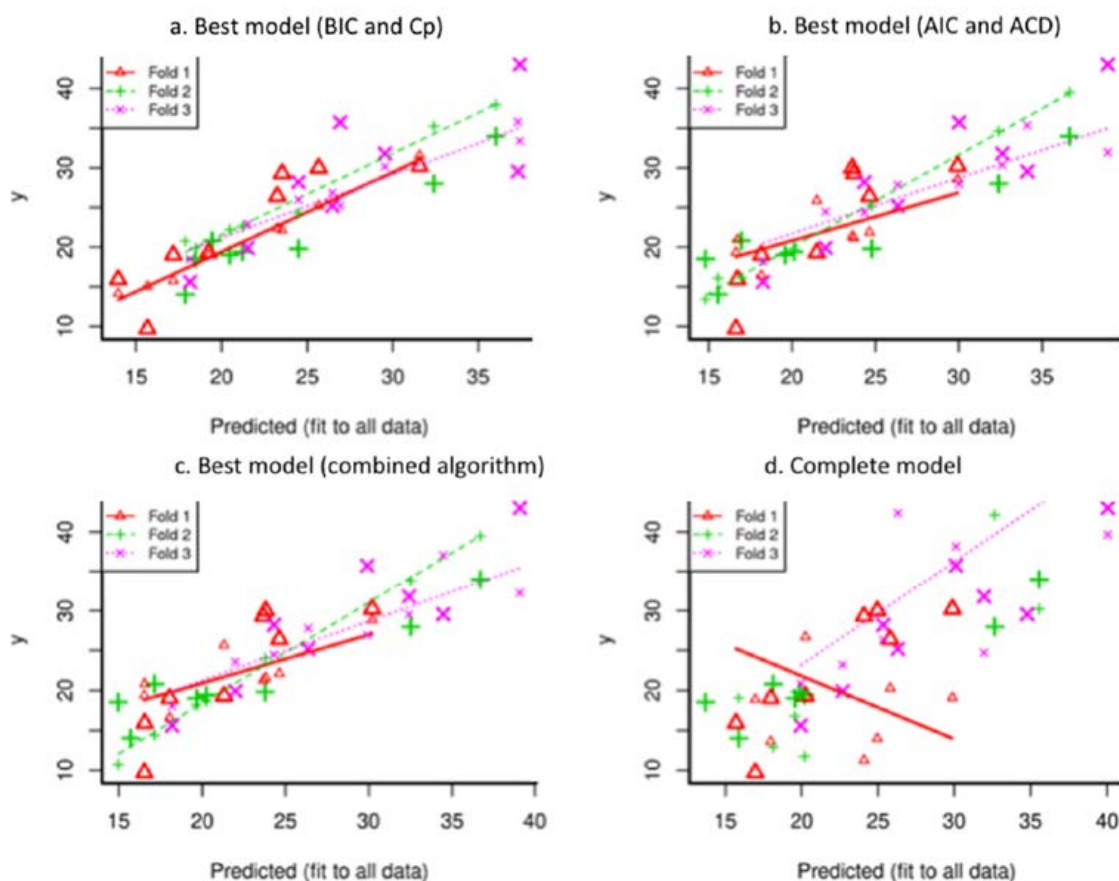 a. Best model (BIC and Cp)
Fold 1
Fold 2
Fold 3
y
10 20 30 40
15 20 25 30 35
Predicted (fit to all data)
b. Best model (AIC and ACD)
Fold 1
Fold 2
Fold 3
y
10 20 30 40
15 20 25 30 35
Predicted (fit to all data)
c. Best model (combined algorithm)
Fold 1
Fold 2
Fold 3
y
10 20 30 40
15 20 25 30 35 40
Predicted (fit to all data)
d. Complete model
Fold 1
Fold 2
Fold 3
y
10 20 30 40
15 20 25 30 35 40
Predicted (fit to all data)